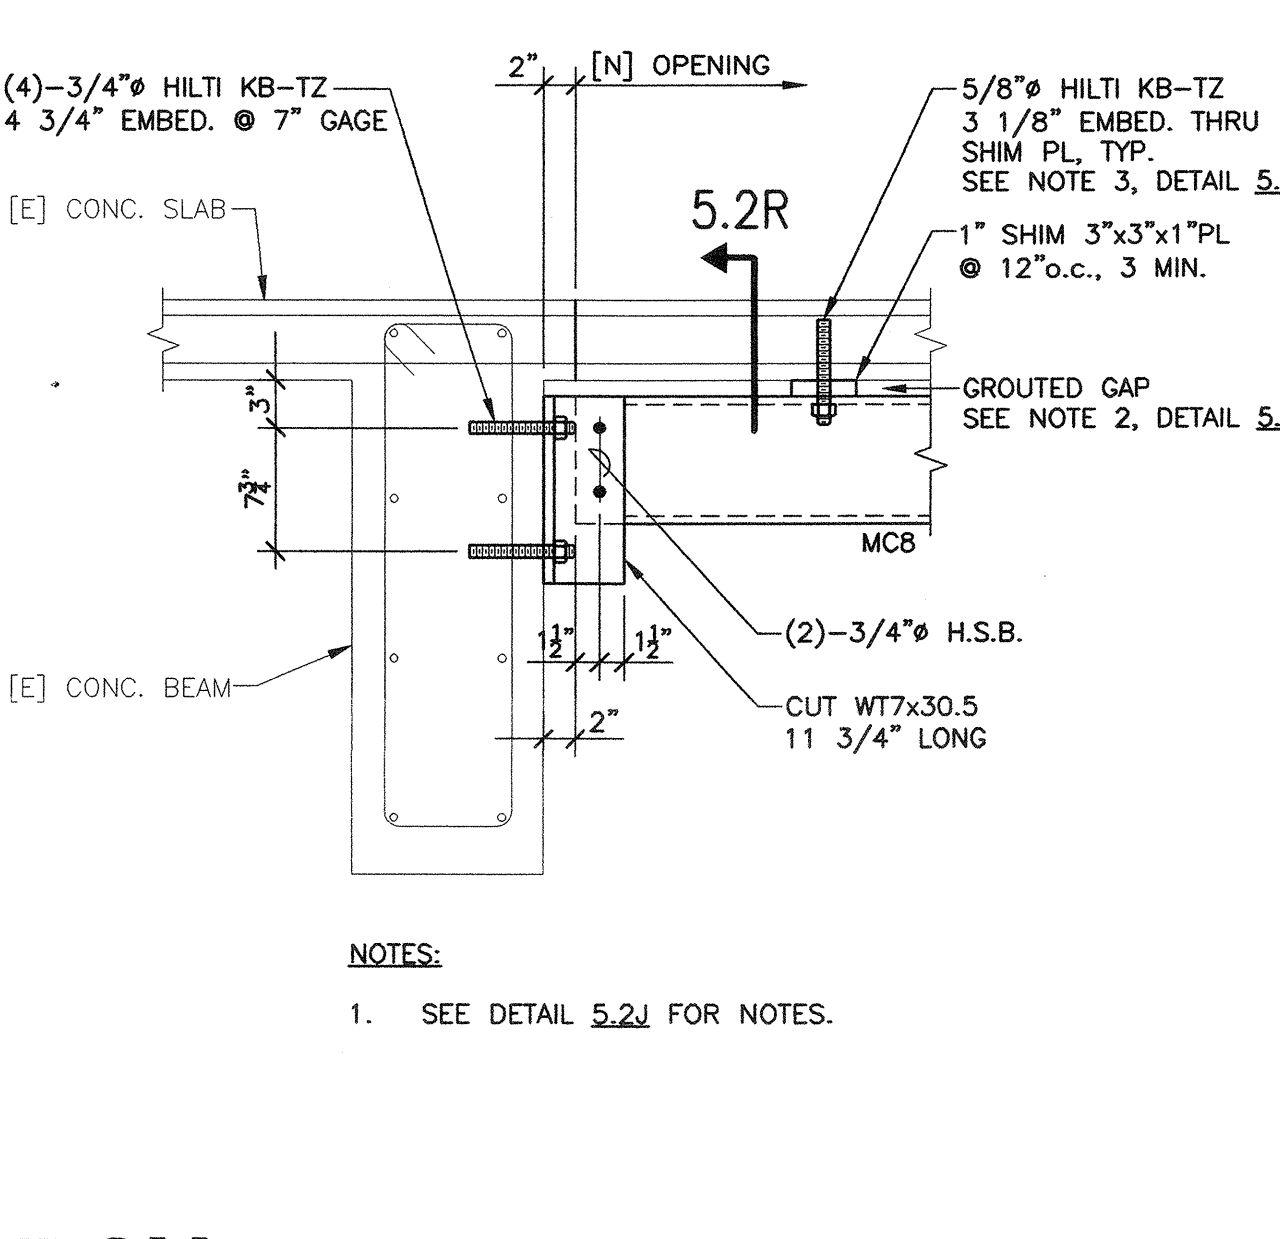 2" [N] OPENING
(4)-3/4"ø HILTI KB-TZ
4 3/4" EMBED. @ 7" GAGE
5/8"ø HILTI KB-TZ
3 1/8" EMBED. THRU
SHIM PL, TYP.
SEE NOTE 3, DETAIL 5.
[E] CONC. SLAB
5.2R
1" SHIM 3"x3"x1"PL
@ 12"o.c., 3 MIN.
3"
GROUTED GAP
SEE NOTE 2, DETAIL 5.
7 3/4"
MC8
(2)-3/4"ø H.S.B.
1 1/2" 1 1/2"
[E] CONC. BEAM
CUT WT7x30.5
11 3/4" LONG
2"
NOTES:
1. SEE DETAIL 5.2J FOR NOTES.